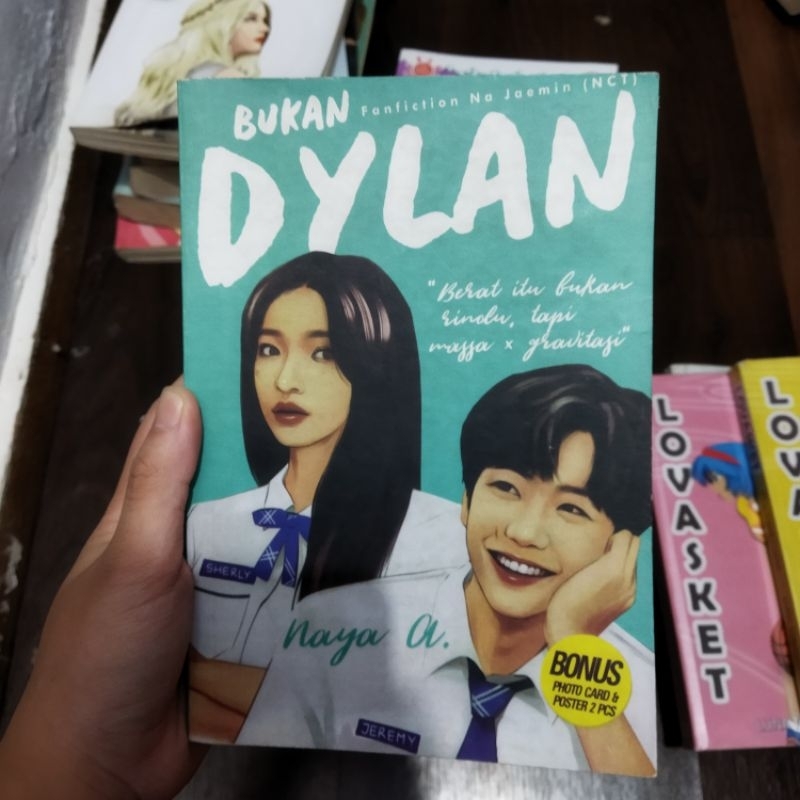 BUKAN
Fanfiction Na Jaemin (NCT)
DYLAN
"Berat itu bukan
rindu, tapi
massa x gravitasi"
SHERLY
Naya A.
BONUS
PHOTO CARD &
POSTER 2 PCS
JEREMY
LOVASKET
LOVA